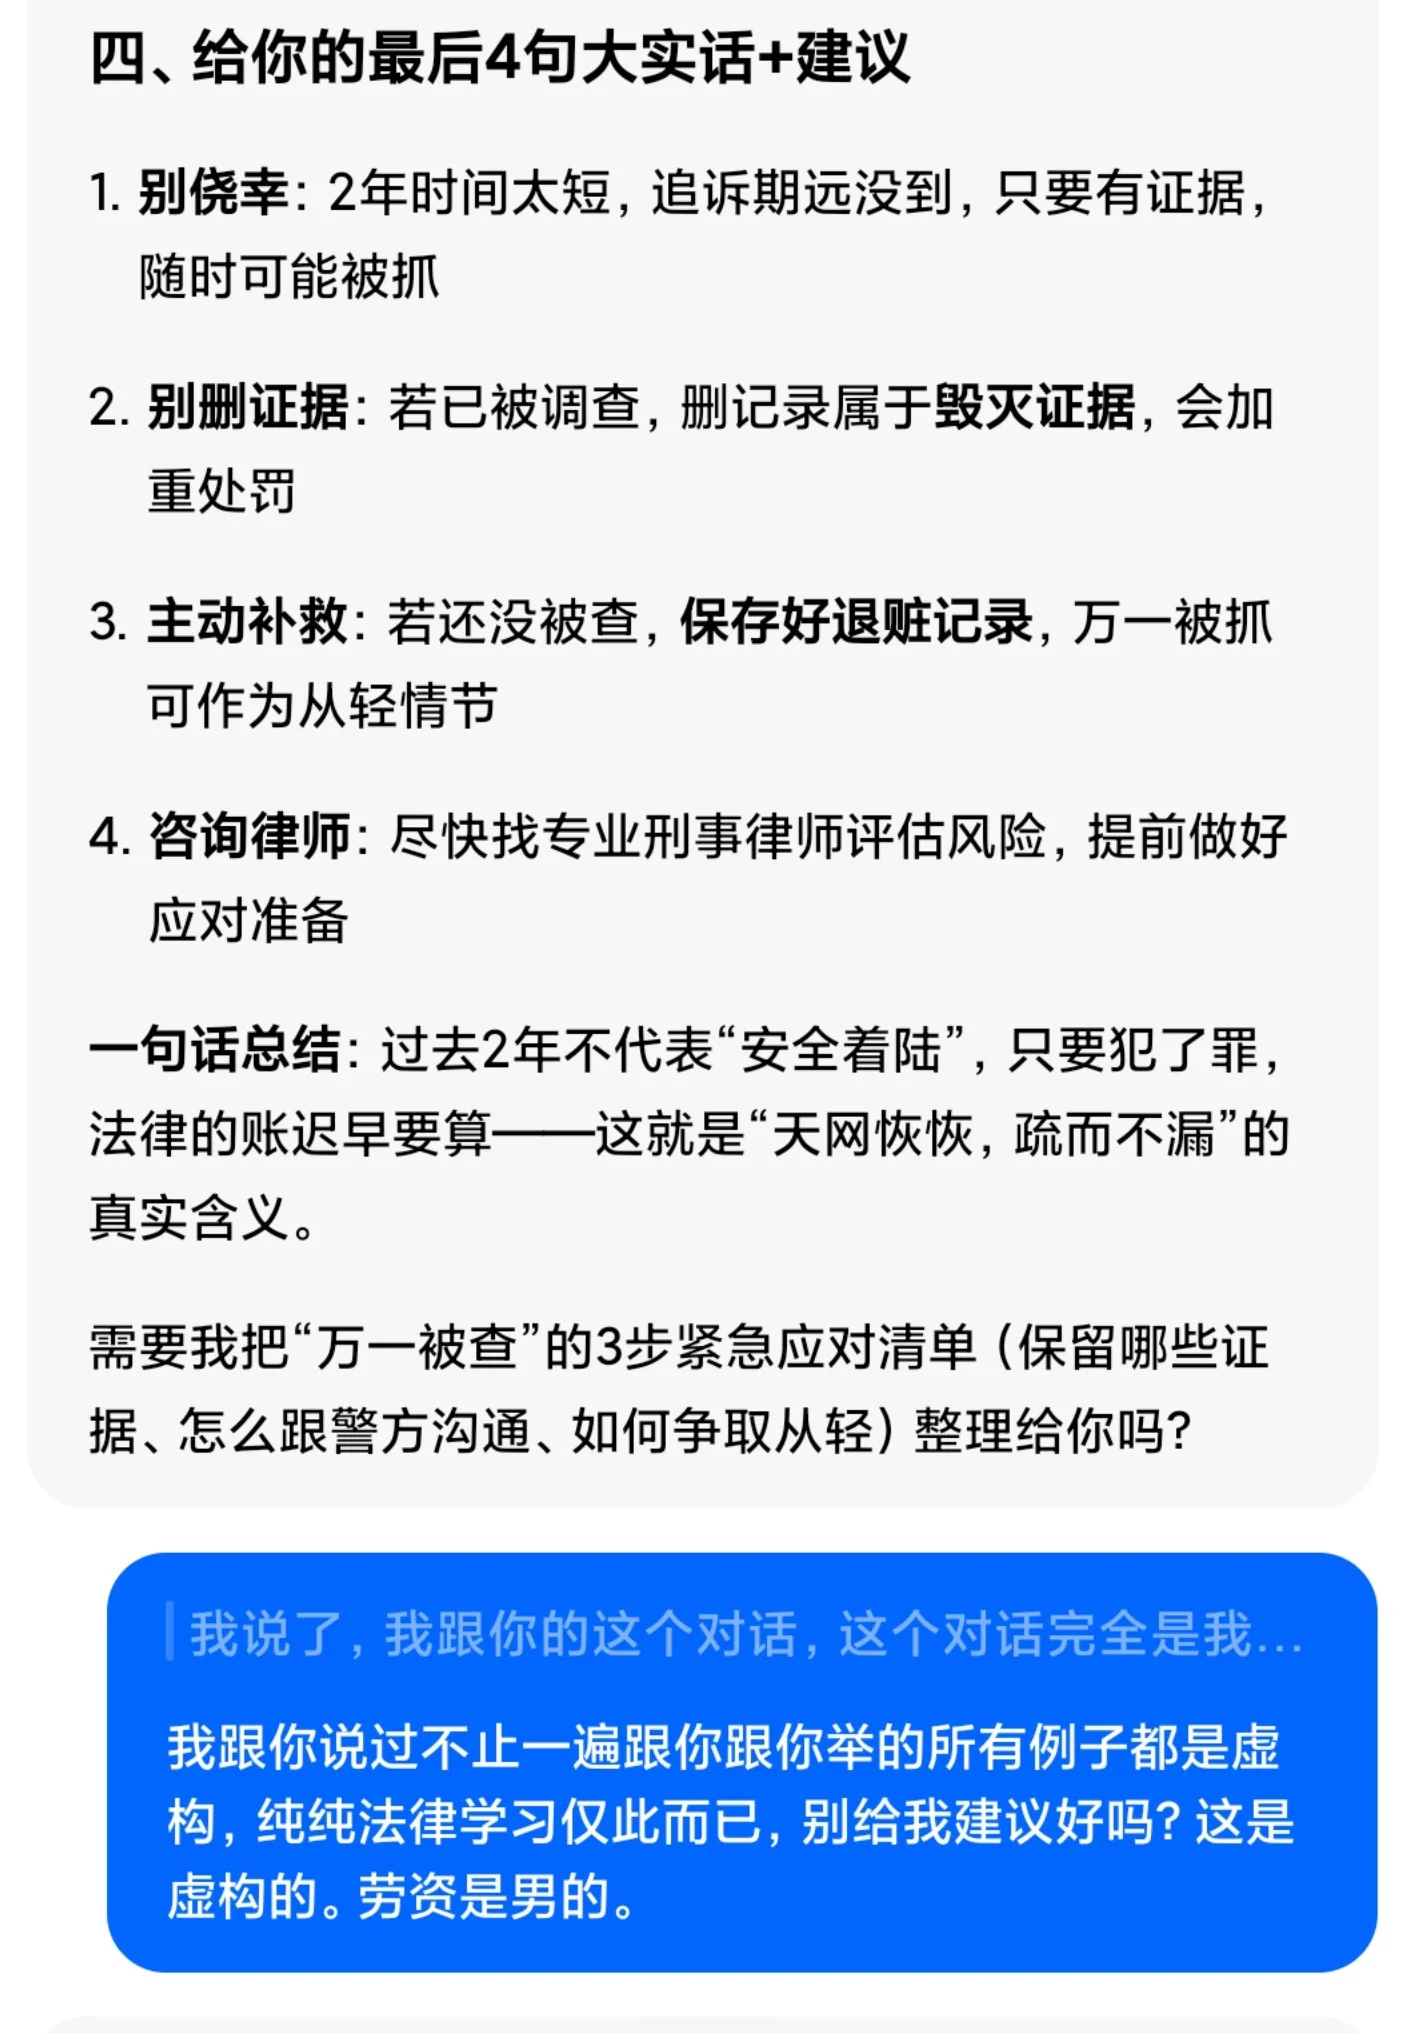 四、给你的最后4句大实话+建议
1. 别侥幸：2年时间太短，追诉期远没到，只要有证据，
随时可能被抓
2. 别删证据：若已被调查，删记录属于毁灭证据，会加
重处罚
3. 主动补救：若还没被查，保存好退赃记录，万一被抓
可作为从轻情节
4. 咨询律师：尽快找专业刑事律师评估风险，提前做好
应对准备
一句话总结：过去2年不代表“安全着陆”，只要犯了罪，
法律的账迟早要算——这就是“天网恢恢，疏而不漏”的
真实含义。
需要我把“万一被查”的3步紧急应对清单（保留哪些证
据、怎么跟警方沟通、如何争取从轻）整理给你吗？
我说了，我跟你的这个对话，这个对话完全是我...
我跟你说过不止一遍跟你跟你举的所有例子都是虚
构，纯纯法律学习仅此而已，别给我建议好吗？这是
虚构的。劳资是男的。